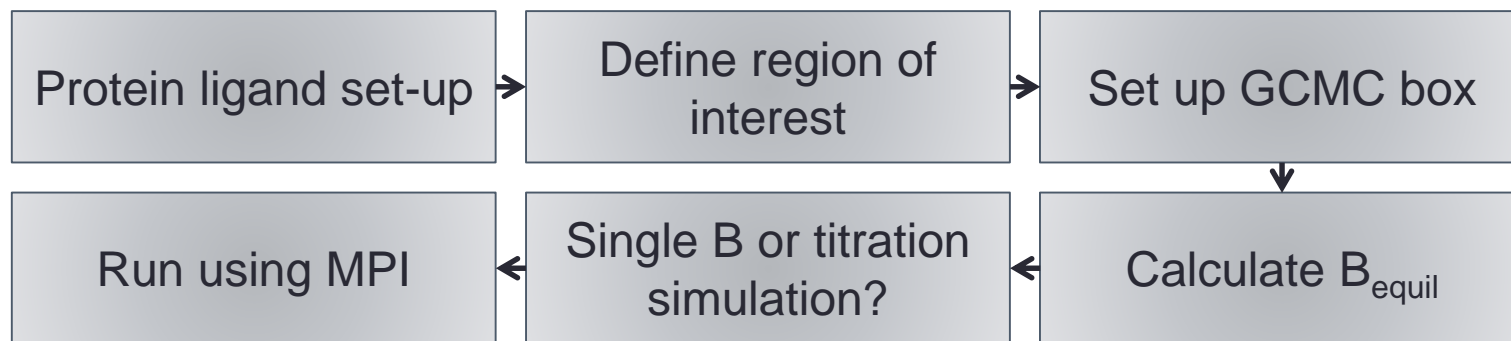 Protein ligand set-up
Define region of
interest
Set up GCMC box
Calculate Bequil
Single B or titration
simulation?
Run using MPI